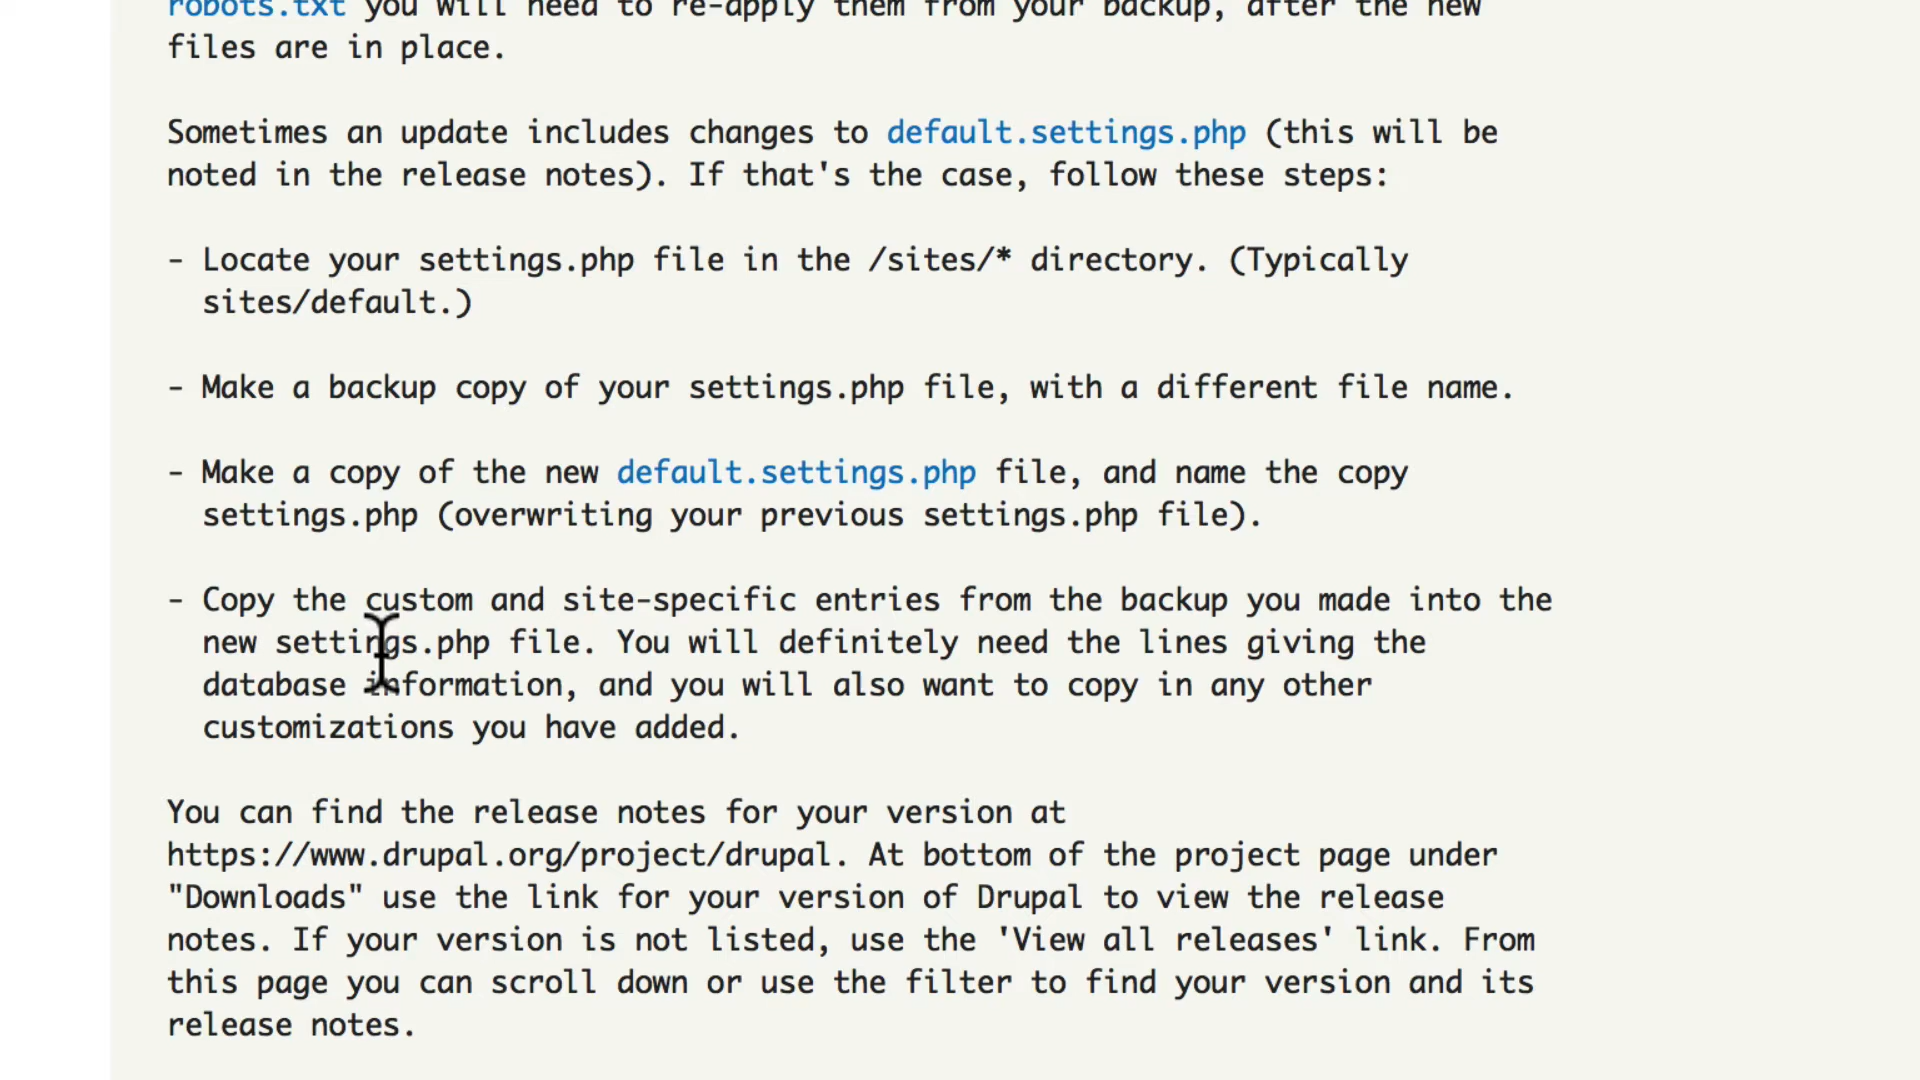 robots.txt you will need to re-apply them from your backup, after the new
files are in place.
Sometimes an update includes changes to default.settings.php (this will be
noted in the release notes). If that's the case, follow these steps:
- Locate your settings.php file in the /sites/* directory. (Typically
sites/default.)
- Make a backup copy of your settings.php file, with a different file name.
- Make a copy of the new default.settings.php file, and name the copy
settings.php (overwriting your previous settings.php file).
- Copy the custom and site-specific entries from the backup you made into the
new settings.php file. You will definitely need the lines giving the
database information, and you will also want to copy in any other
customizations you have added.
You can find the release notes for your version at
https://www.drupal.org/project/drupal. At bottom of the project page under
"Downloads" use the link for your version of Drupal to view the release
notes. If your version is not listed, use the 'View all releases' link. From
this page you can scroll down or use the filter to find your version and its
release notes.